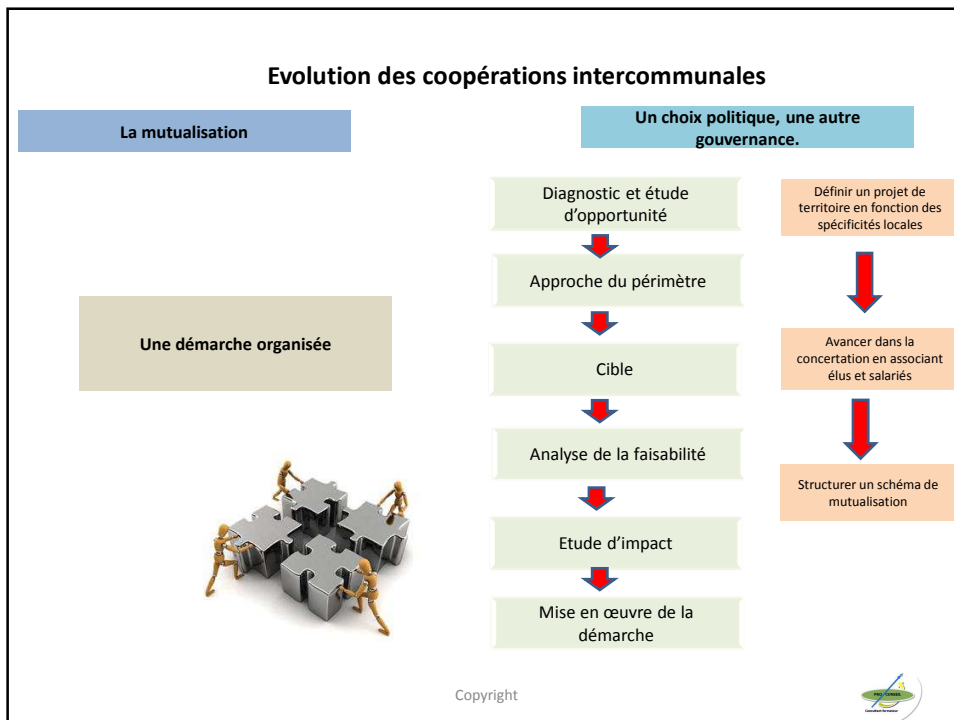 Evolution des coopérations intercommunales
La mutualisation
Un choix politique, une autre
gouvernance.
Diagnostic et étude
d'opportunité
Définir un projet de
territoire en fonction des
spécificités locales
Approche du périmètre
Une démarche organisée
Cible
Avancer dans la
concertation en associant
élus et salariés
Analyse de la faisabilité
Structurer un schéma de
mutualisation
Etude d'impact
Mise en œuvre de la
démarche
Copyright
CONSEIL
Consultant formateur